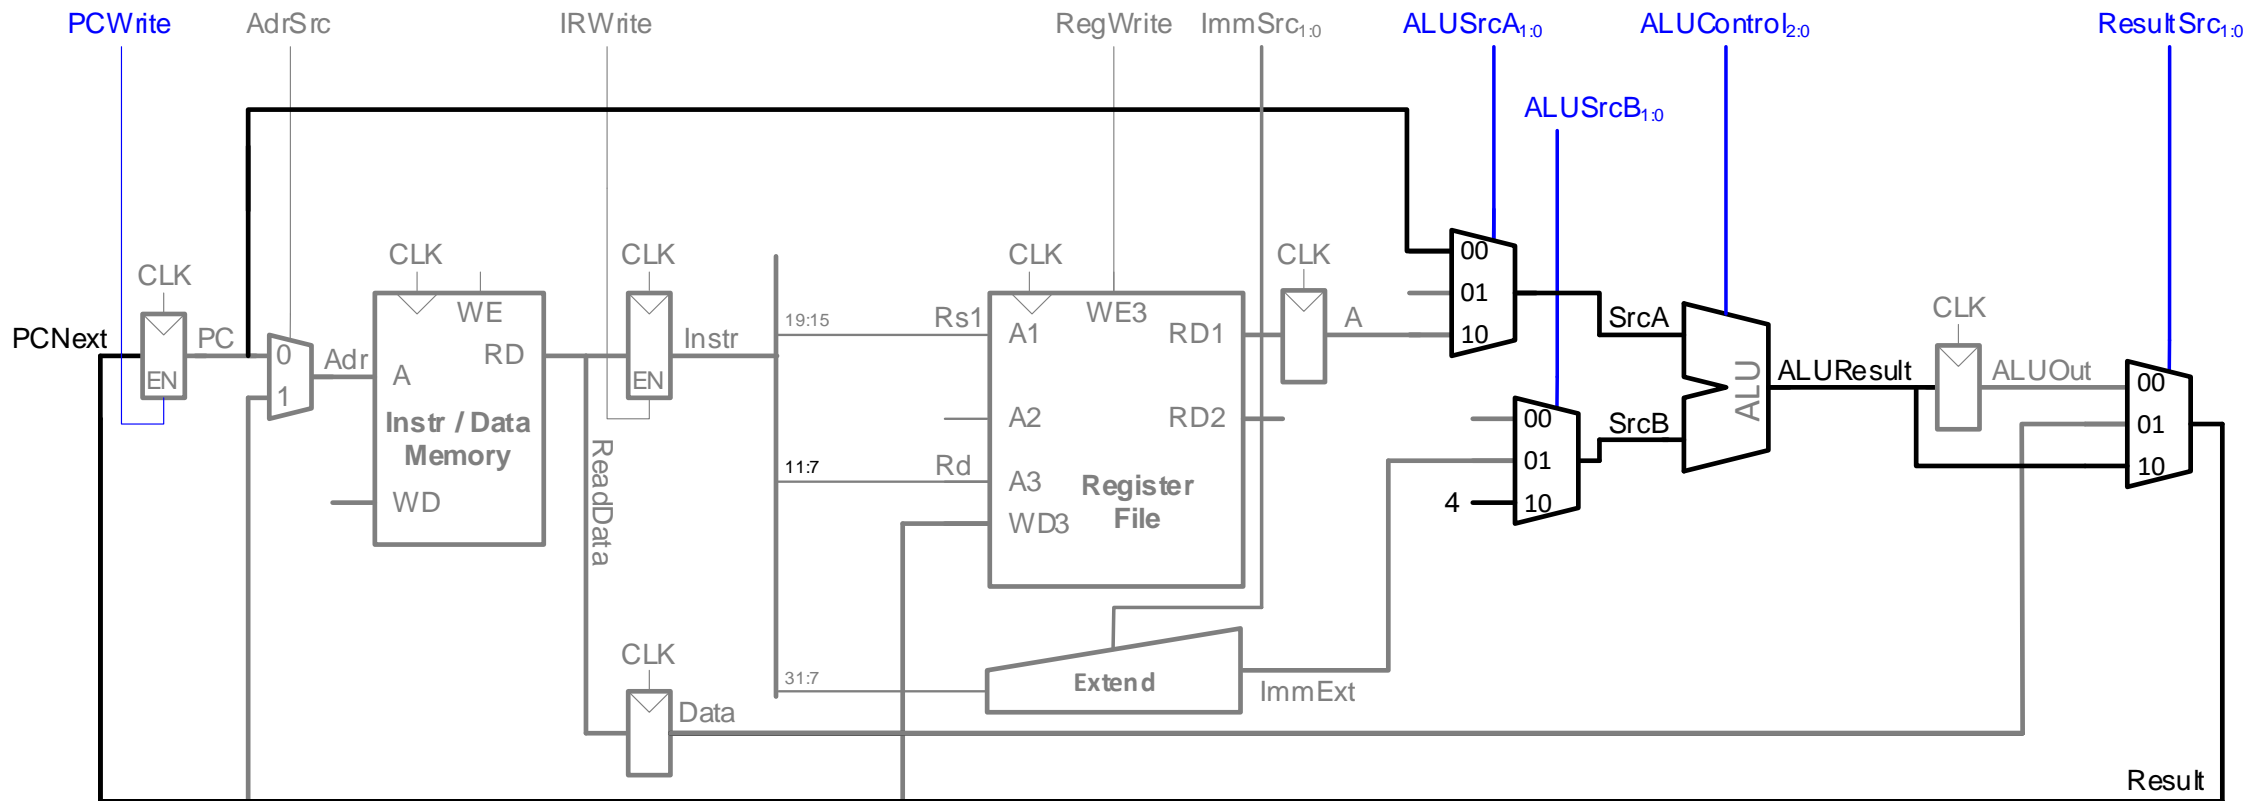 PCWrite
AdrSrc
IRWrite
RegWrite
ImmSrc1:0
ALUSrcA1:0
ALUControl2:0
ResultSrc1:0
ALUSrcB1:0
CLK
CLK
CLK
CLK
CLK
CLK
PCNext
PC
EN
0
1
Adr
WE
RD
A
Instr / Data
Memory
WD
EN
Instr
ReadData
19:15
Rs1
A1
WE3
RD1
A
A2
RD2
11:7
Rd
A3
Register
File
WD3
00
01
10
SrcA
00
01
10
4
SrcB
ALU
ALUResult
ALUOut
00
01
10
CLK
Data
31:7
Extend
ImmExt
Result